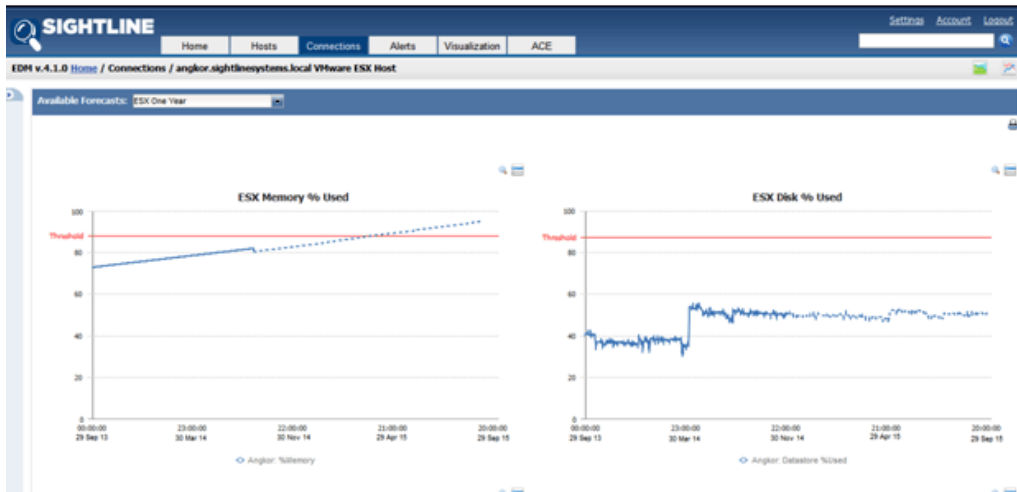 SIGHTLINE
Settings Account Logout
Home Hosts Connections Alerts Visualization ACE
EDM v.4.1.0 Home / Connections / angkor.sightlinesystems.local VMware ESX Host
Available Forecasts: ESX One Year
ESX Memory % Used
100
Threshold
80
60
40
20
0
00:00:00 23:00:00 22:00:00 21:00:00 20:00:00
29 Sep 13 30 Mar 14 30 Nov 14 29 Apr 15 29 Sep 15
Angkor: %Memory
ESX Disk % Used
100
Threshold
80
60
40
20
0
00:00:00 23:00:00 22:00:00 21:00:00 20:00:00
29 Sep 13 30 Mar 14 30 Nov 14 29 Apr 15 29 Sep 15
Angkor: Datastore %Used